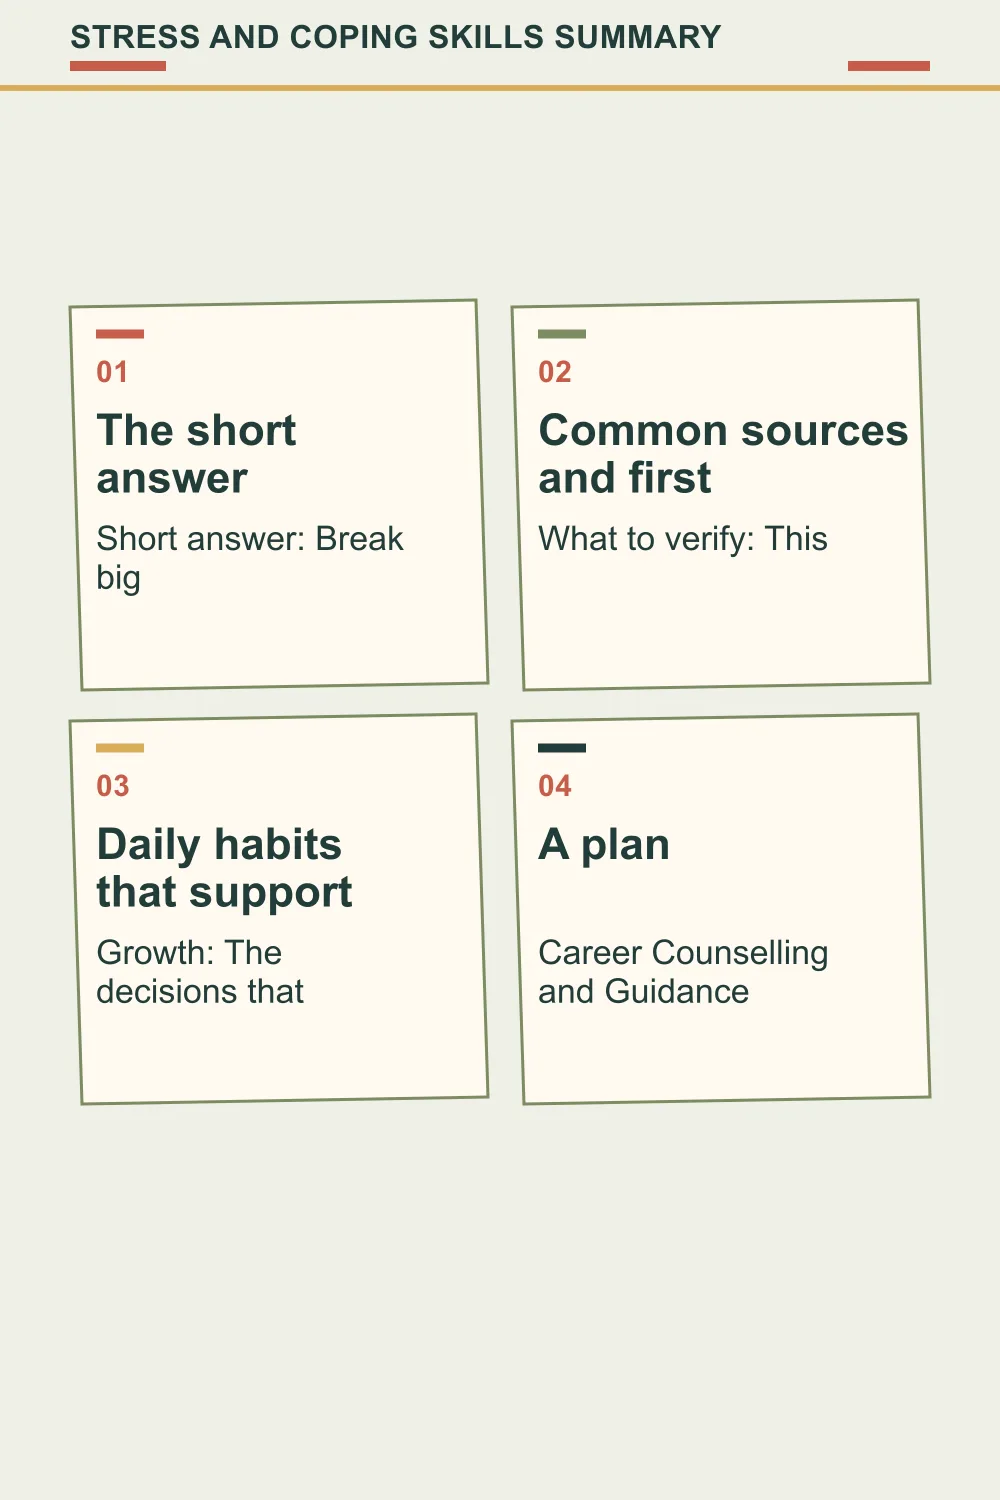 STRESS AND COPING SKILLS SUMMARY
01
The short
answer
Short answer: Break
big
02
Common sources
and first
What to verify: This
03
Daily habits
that support
Growth: The
decisions that
04
A plan
Career Counselling
and Guidance